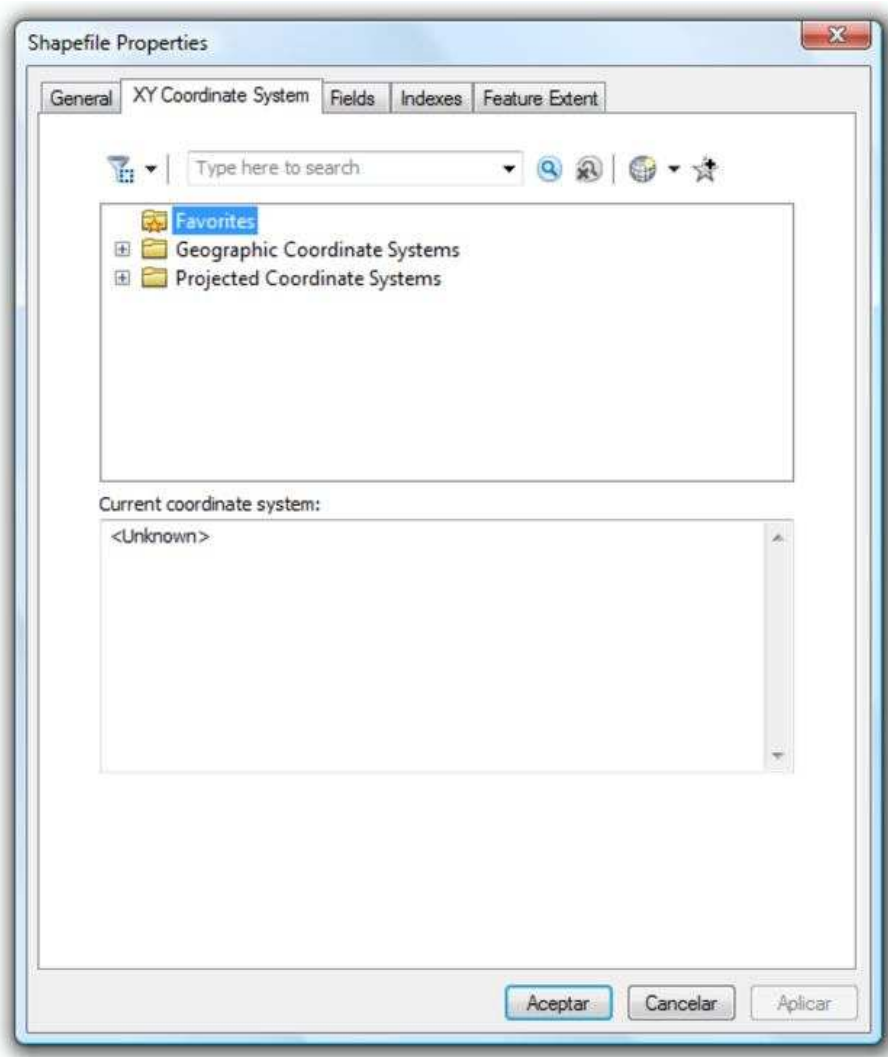 Shapefile Properties
General XY Coordinate System Fields Indexes Feature Extent
Type here to search
Favorites
Geographic Coordinate Systems
Projected Coordinate Systems
Current coordinate system:
<Unknown>
Aceptar Cancelar Aplicar